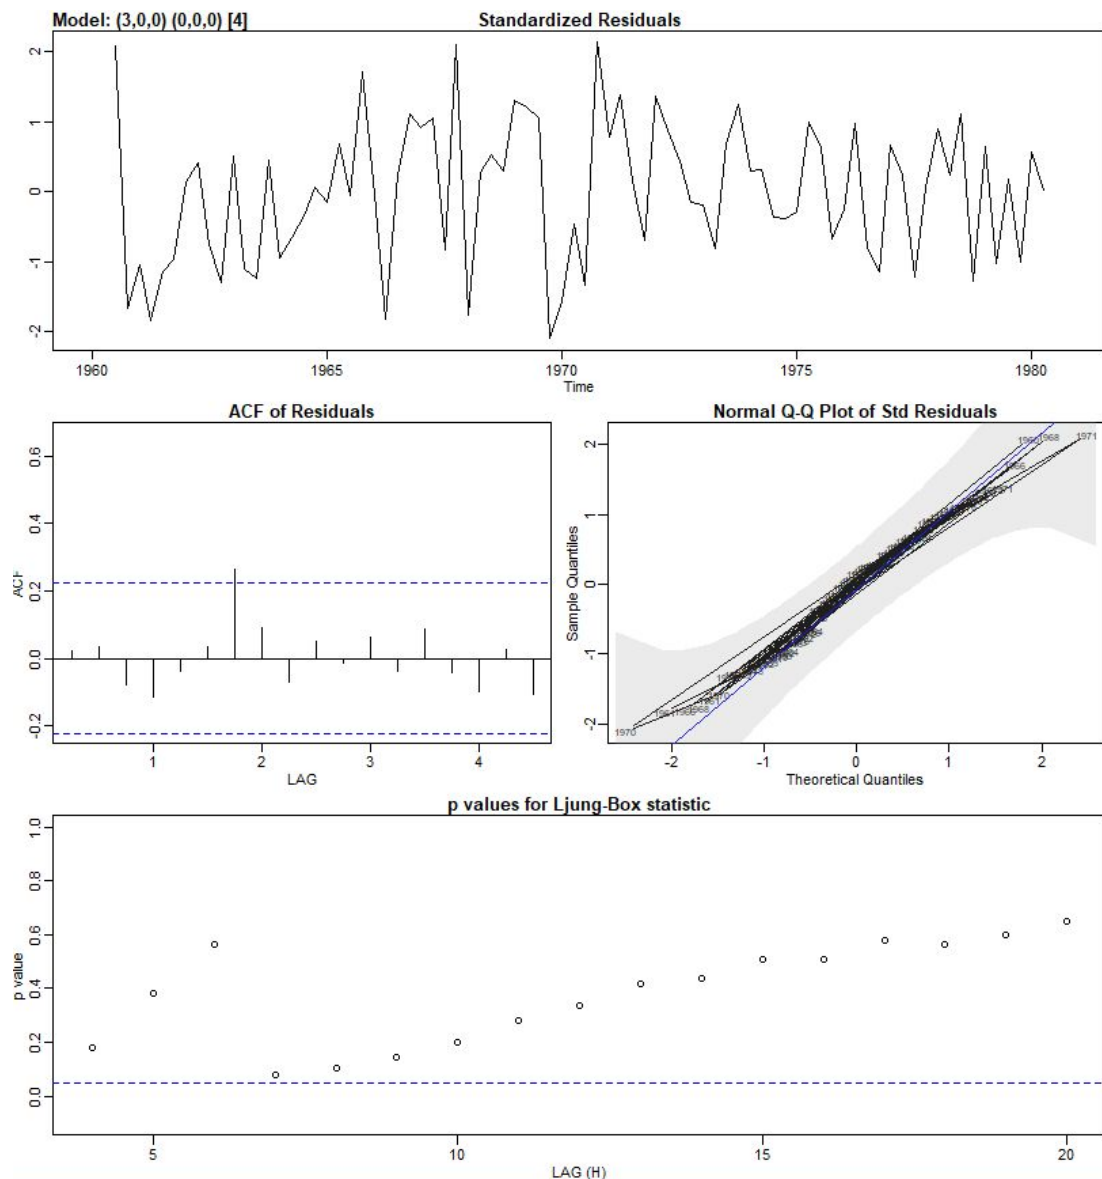 Model: (3,0,0) (0,0,0) [4] Standardized Residuals
2
1
0
-1
-2
1960 1965 1970 1975 1980
Time
ACF of Residuals
0.6
0.4
0.2
0.0
-0.2
ACF
1 2 3 4
LAG
Normal Q-Q Plot of Std Residuals
2
1
0
-1
-2
Sample Quantiles
1968
1971
1970
-2 -1 0 1 2
Theoretical Quantiles
p values for Ljung-Box statistic
1.0
0.8
0.6
0.4
0.2
0.0
p value
5 10 15 20
LAG (H)